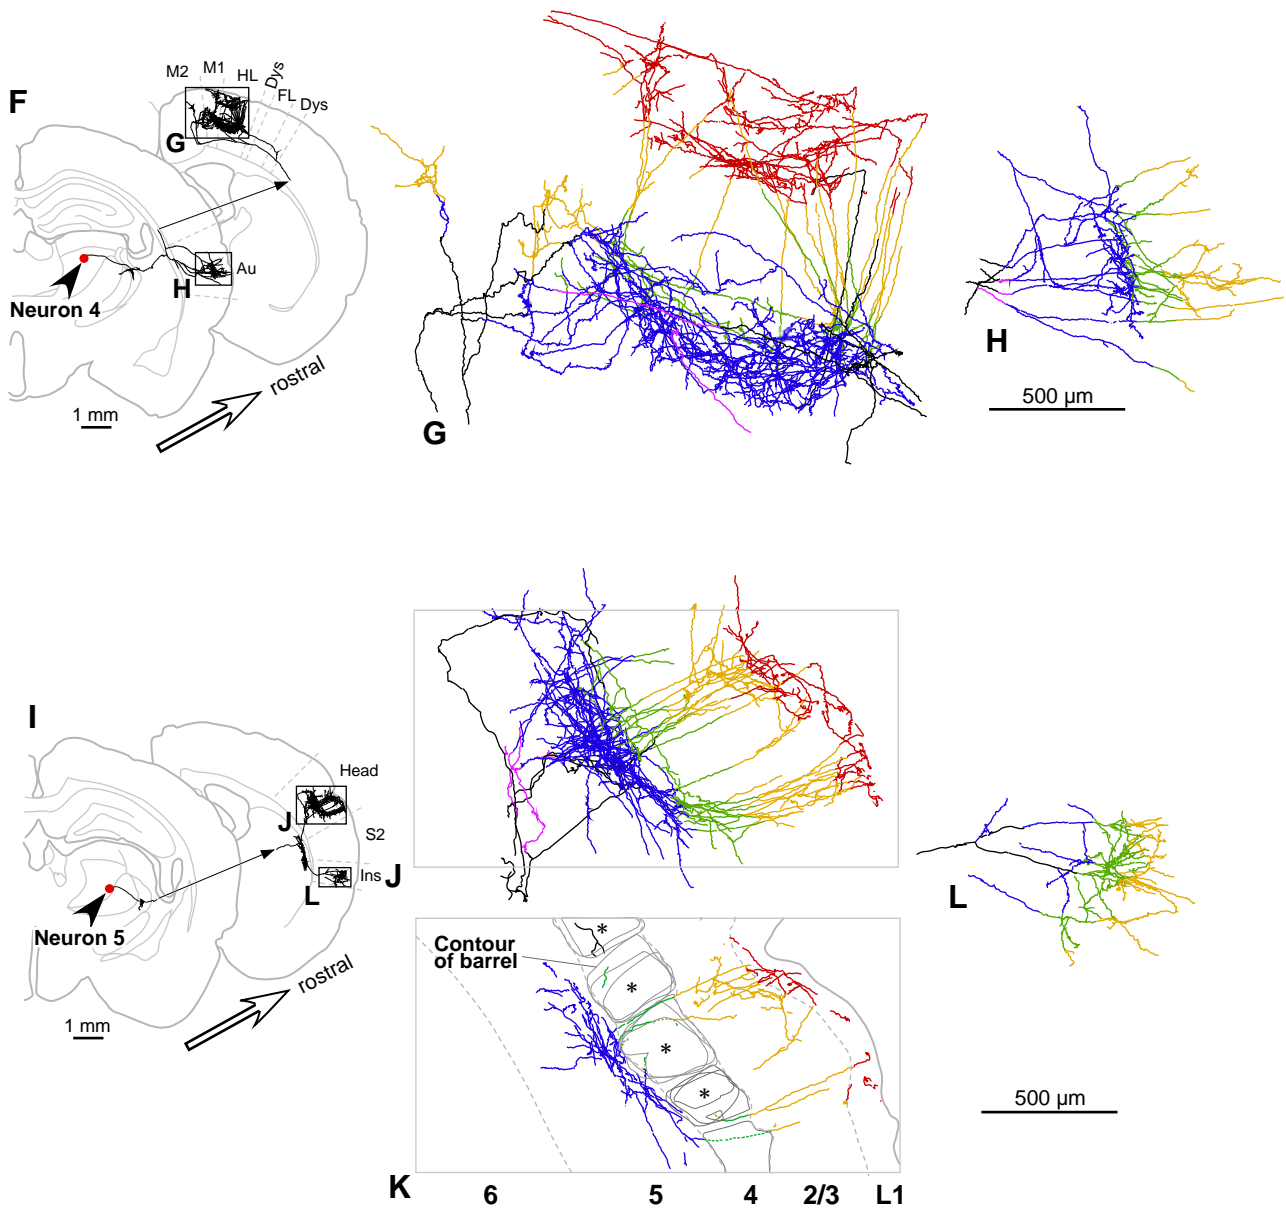 F
M2
M1
HL
Dys
FL
Dys
G
Au
H
Neuron 4
rostral
1 mm
G
H
500 µm
I
Head
J
S2
Ins
L
Neuron 5
rostral
1 mm
J
L
Contour
of barrel
*
*
*
*
500 µm
K
6 5 4 2/3 L1